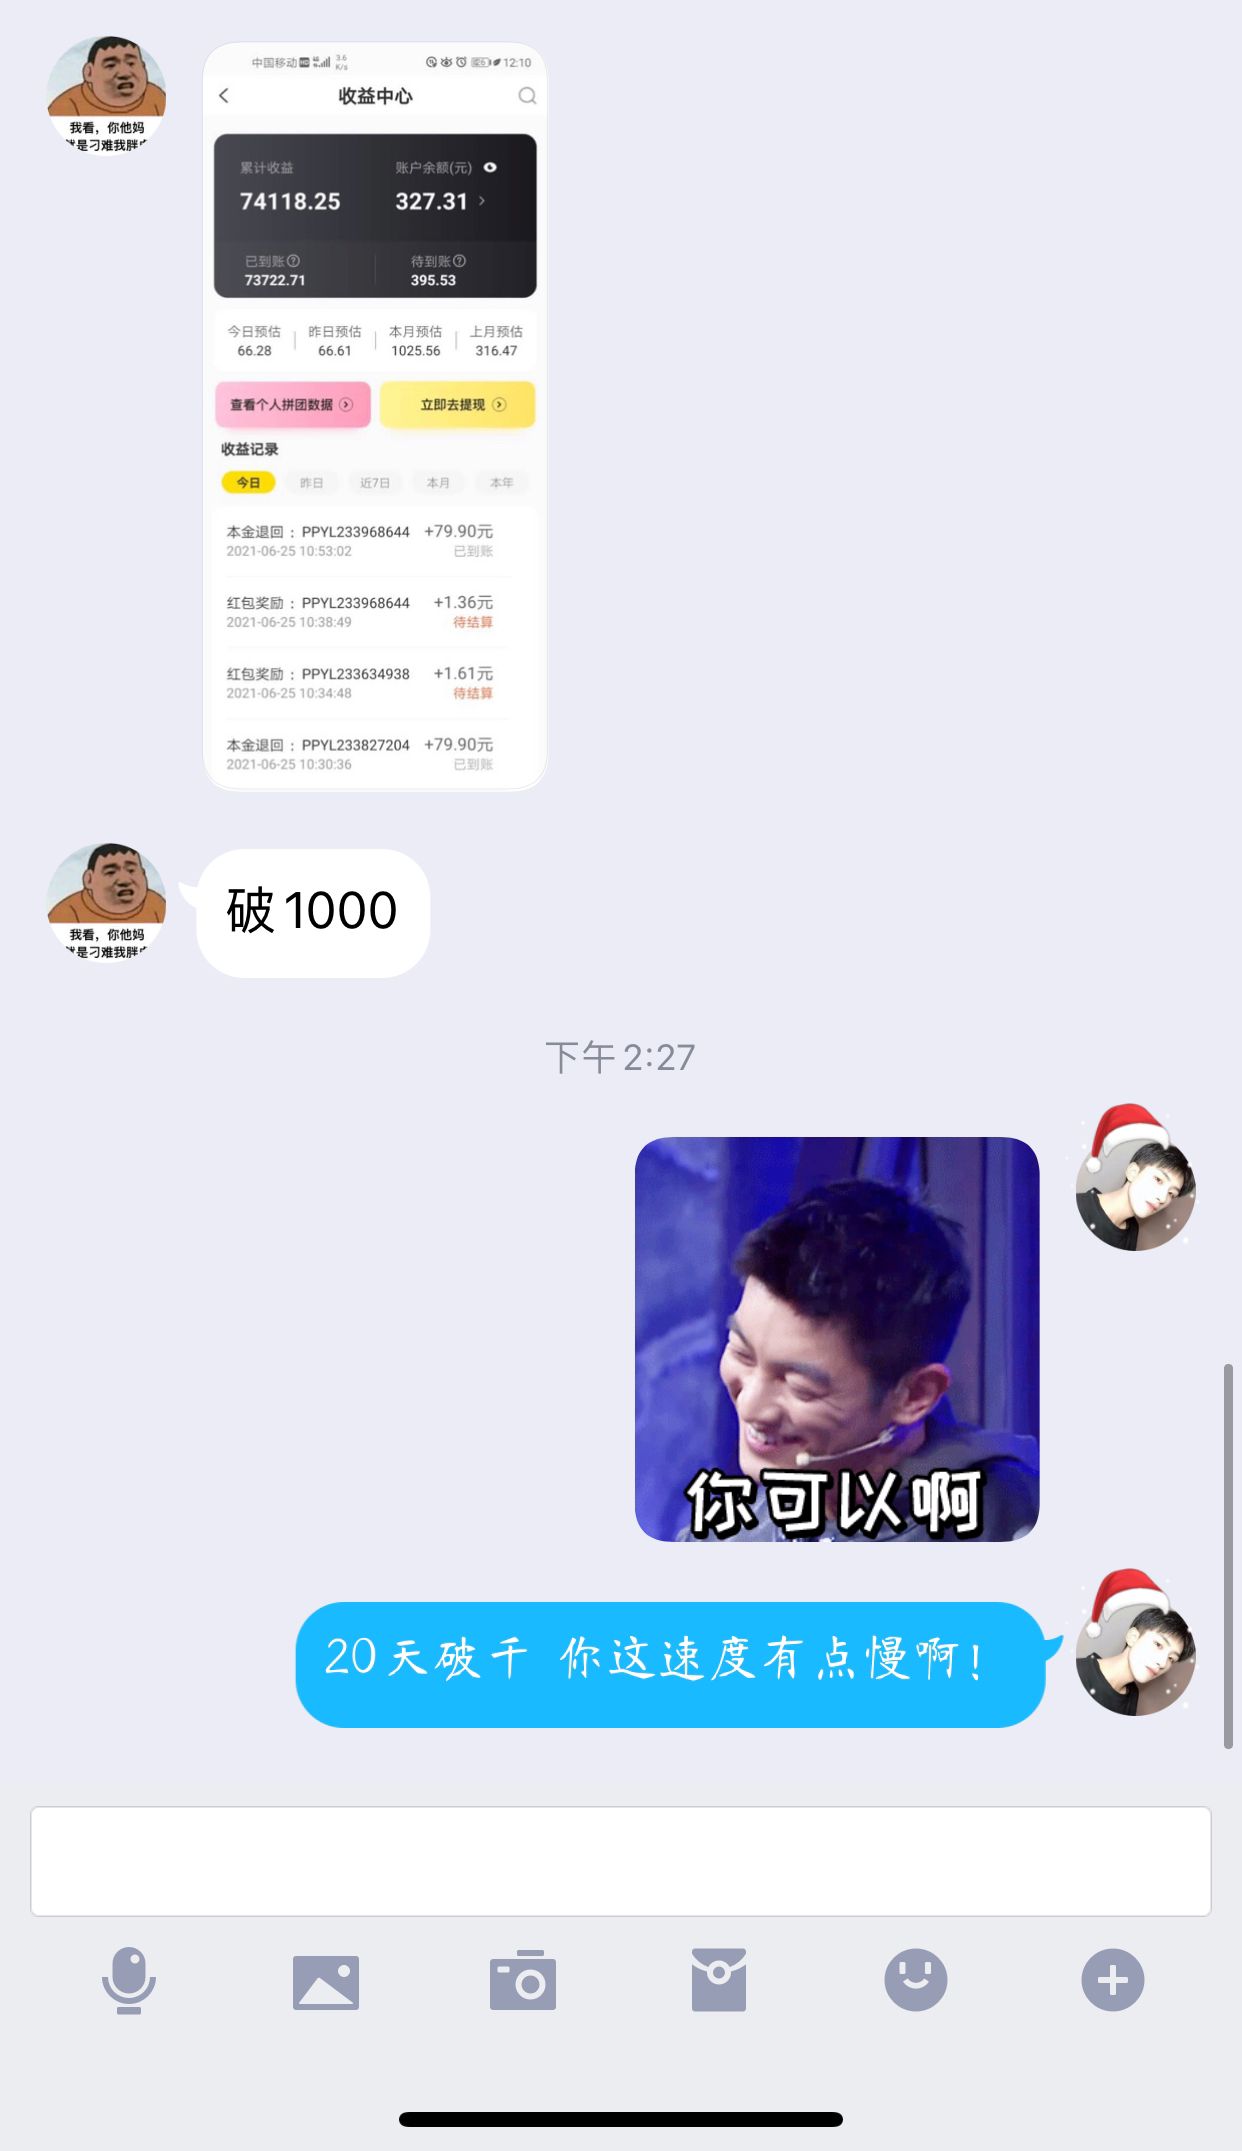 中国移动 3.6 K/s 12:10
收益中心
累计收益 账户余额(元)
74118.25 327.31
已到账 待到账
73722.71 395.53
今日预估 昨日预估 本月预估 上月预估
66.28 66.61 1025.56 316.47
查看个人拼团数据 立即去提现
收益记录
今日 昨日 近7日 本月 本年
本金退回：PPYL233968644 +79.90元
2021-06-25 10:53:02 已到账
红包奖励：PPYL233968644 +1.36元
2021-06-25 10:38:49 待结算
红包奖励：PPYL233634938 +1.61元
2021-06-25 10:34:48 待结算
本金退回：PPYL233827204 +79.90元
2021-06-25 10:30:36 已到账
我看，你他妈
就是刁难我胖虎
破1000
我看，你他妈
就是刁难我胖虎
下午2:27
你可以啊
20天破千 你这速度有点慢啊！